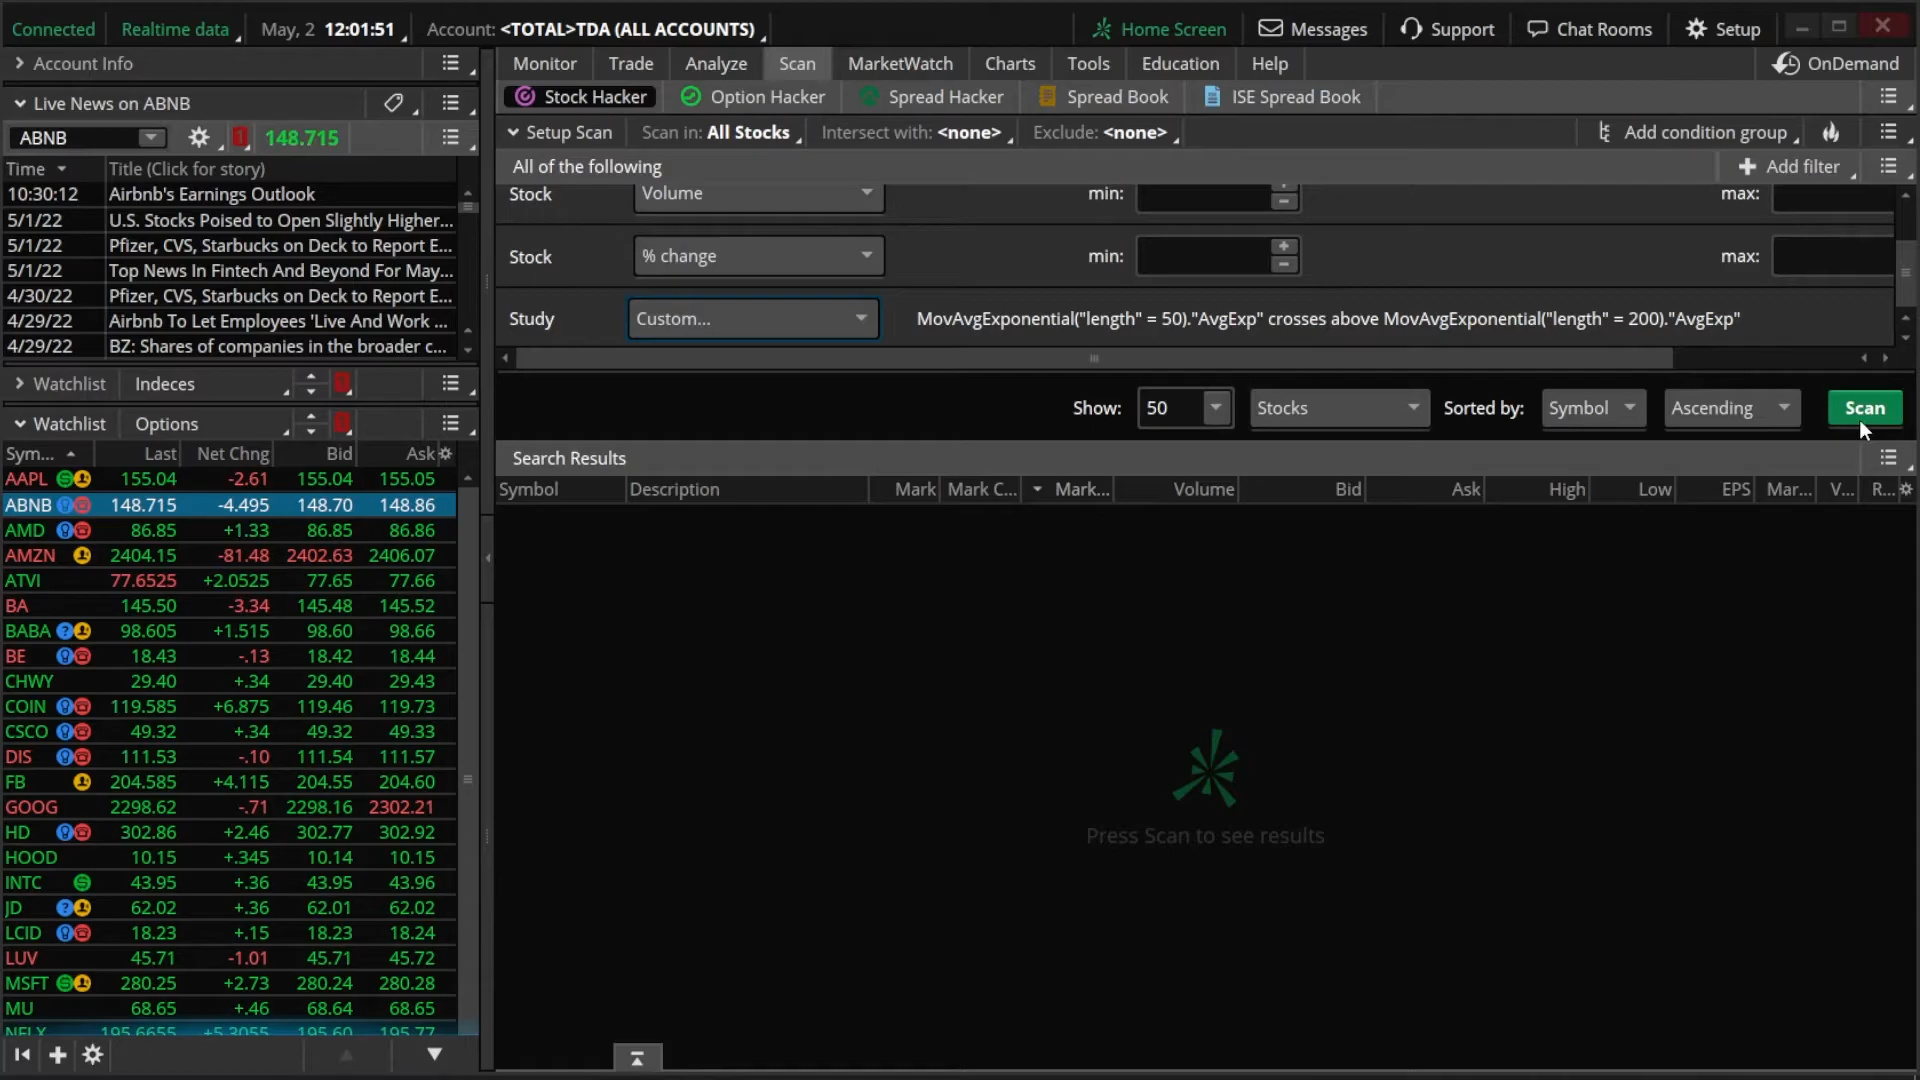 Connected Realtime data May, 2 12:01:51 Account: <TOTAL>TDA (ALL ACCOUNTS) Home Screen Messages Support Chat Rooms Setup
Account Info
Monitor Trade Analyze Scan MarketWatch Charts Tools Education Help OnDemand
Live News on ABNB
Stock Hacker Option Hacker Spread Hacker Spread Book ISE Spread Book
ABNB 1 148.715
Setup Scan Scan in: All Stocks Intersect with: <none> Exclude: <none> Add condition group
Time Title (Click for story)
All of the following Add filter
10:30:12 Airbnb's Earnings Outlook
5/1/22 U.S. Stocks Poised to Open Slightly Higher...
5/1/22 Pfizer, CVS, Starbucks on Deck to Report E...
5/1/22 Top News In Fintech And Beyond For May...
4/30/22 Pfizer, CVS, Starbucks on Deck to Report E...
4/29/22 Airbnb To Let Employees 'Live And Work ...
4/29/22 BZ: Shares of companies in the broader c...
Stock Volume min: max:
Stock % change min: max:
Study Custom... MovAvgExponential("length" = 50)."AvgExp" crosses above MovAvgExponential("length" = 200)."AvgExp"
Watchlist Indeces 1
Show: 50 Stocks Sorted by: Symbol Ascending Scan
Watchlist Options 1
Search Results
Symbol Description Mark Mark C... Mark... Volume Bid Ask High Low EPS Mar... V... R...
Press Scan to see results
Sym... Last Net Chng Bid Ask
AAPL 155.04 -2.61 155.04 155.05
ABNB 148.715 -4.495 148.70 148.86
AMD 86.85 +1.33 86.85 86.86
AMZN 2404.15 -81.48 2402.63 2406.07
ATVI 77.6525 +2.0525 77.65 77.66
BA 145.50 -3.34 145.48 145.52
BABA 98.605 +1.515 98.60 98.66
BE 18.43 -.13 18.42 18.44
CHWY 29.40 +.34 29.40 29.43
COIN 119.585 +6.875 119.46 119.73
CSCO 49.32 +.34 49.32 49.33
DIS 111.53 -.10 111.54 111.57
FB 204.585 +4.115 204.55 204.60
GOOG 2298.62 -.71 2298.16 2302.21
HD 302.86 +2.46 302.77 302.92
HOOD 10.15 +.345 10.14 10.15
INTC 43.95 +.36 43.95 43.96
JD 62.02 +.36 62.01 62.02
LCID 18.23 +.15 18.23 18.24
LUV 45.71 -1.01 45.71 45.72
MSFT 280.25 +2.73 280.24 280.28
MU 68.65 +.46 68.64 68.65
NFLX 195.6655 +5.3055 195.60 195.77